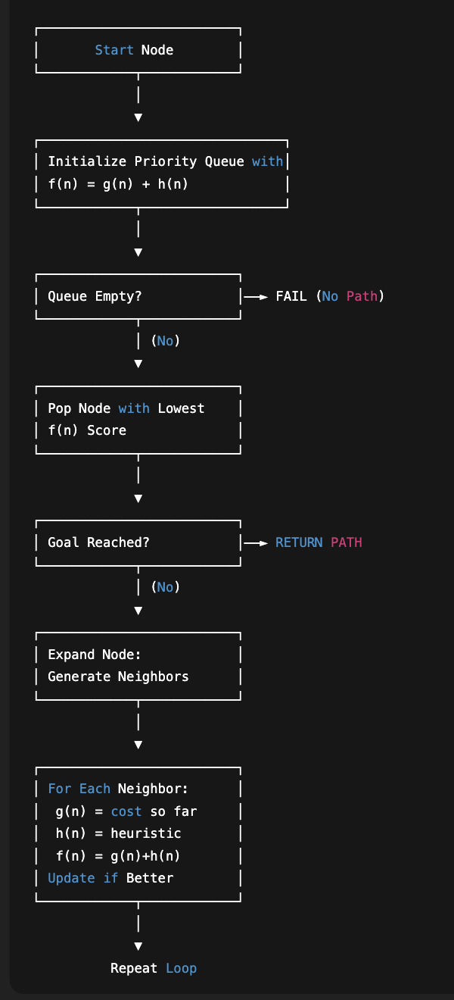 Start Node
Initialize Priority Queue with
f(n) = g(n) + h(n)
Queue Empty?
FAIL (No Path)
(No)
Pop Node with Lowest
f(n) Score
Goal Reached?
RETURN PATH
(No)
Expand Node:
Generate Neighbors
For Each Neighbor:
g(n) = cost so far
h(n) = heuristic
f(n) = g(n)+h(n)
Update if Better
Repeat Loop